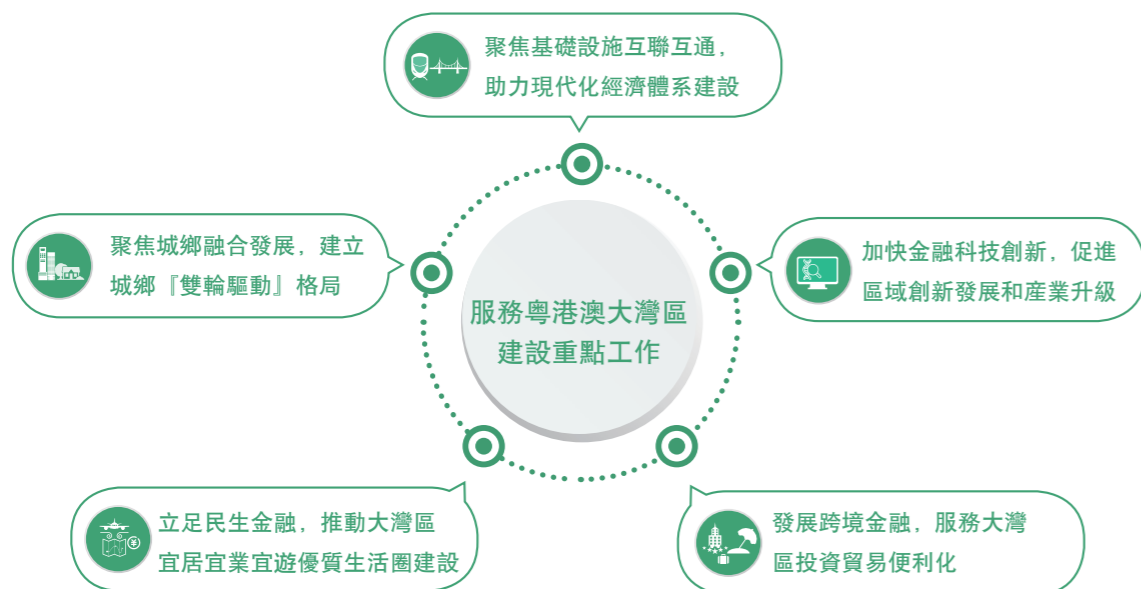 聚焦基礎設施互聯互通，
助力現代化經濟體系建設
聚焦城鄉融合發展，建立
城鄉『雙輪驅動』格局
加快金融科技創新，促進
區域創新發展和産業升級
服務粵港澳大灣區
建設重點工作
立足民生金融，推動大灣區
宜居宜業宜遊優質生活圈建設
發展跨境金融，服務大灣
區投資貿易便利化